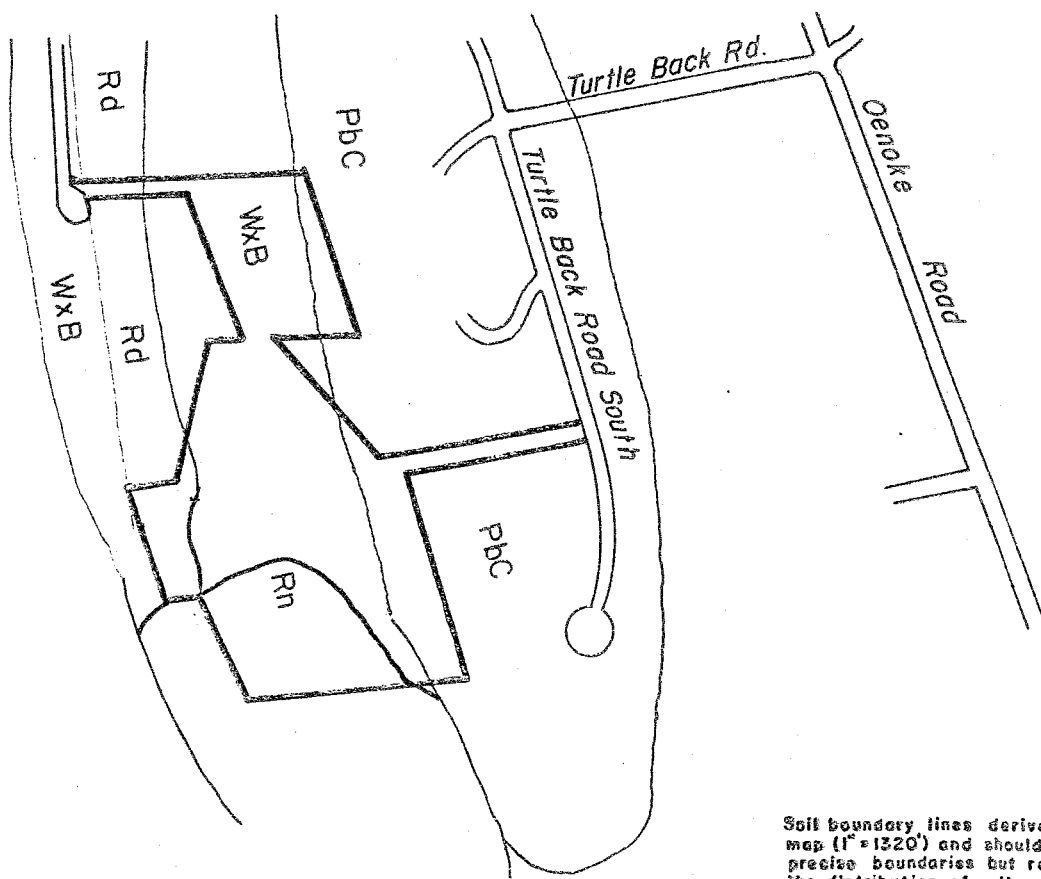 Turtle Back Rd.
Rd
PbC
Oenoke
Road
Turtle Back Road South
WxB
WxB
Rd
PbC
Rn
Soil boundary lines
map (1" = 1320') and should
precise boundaries but